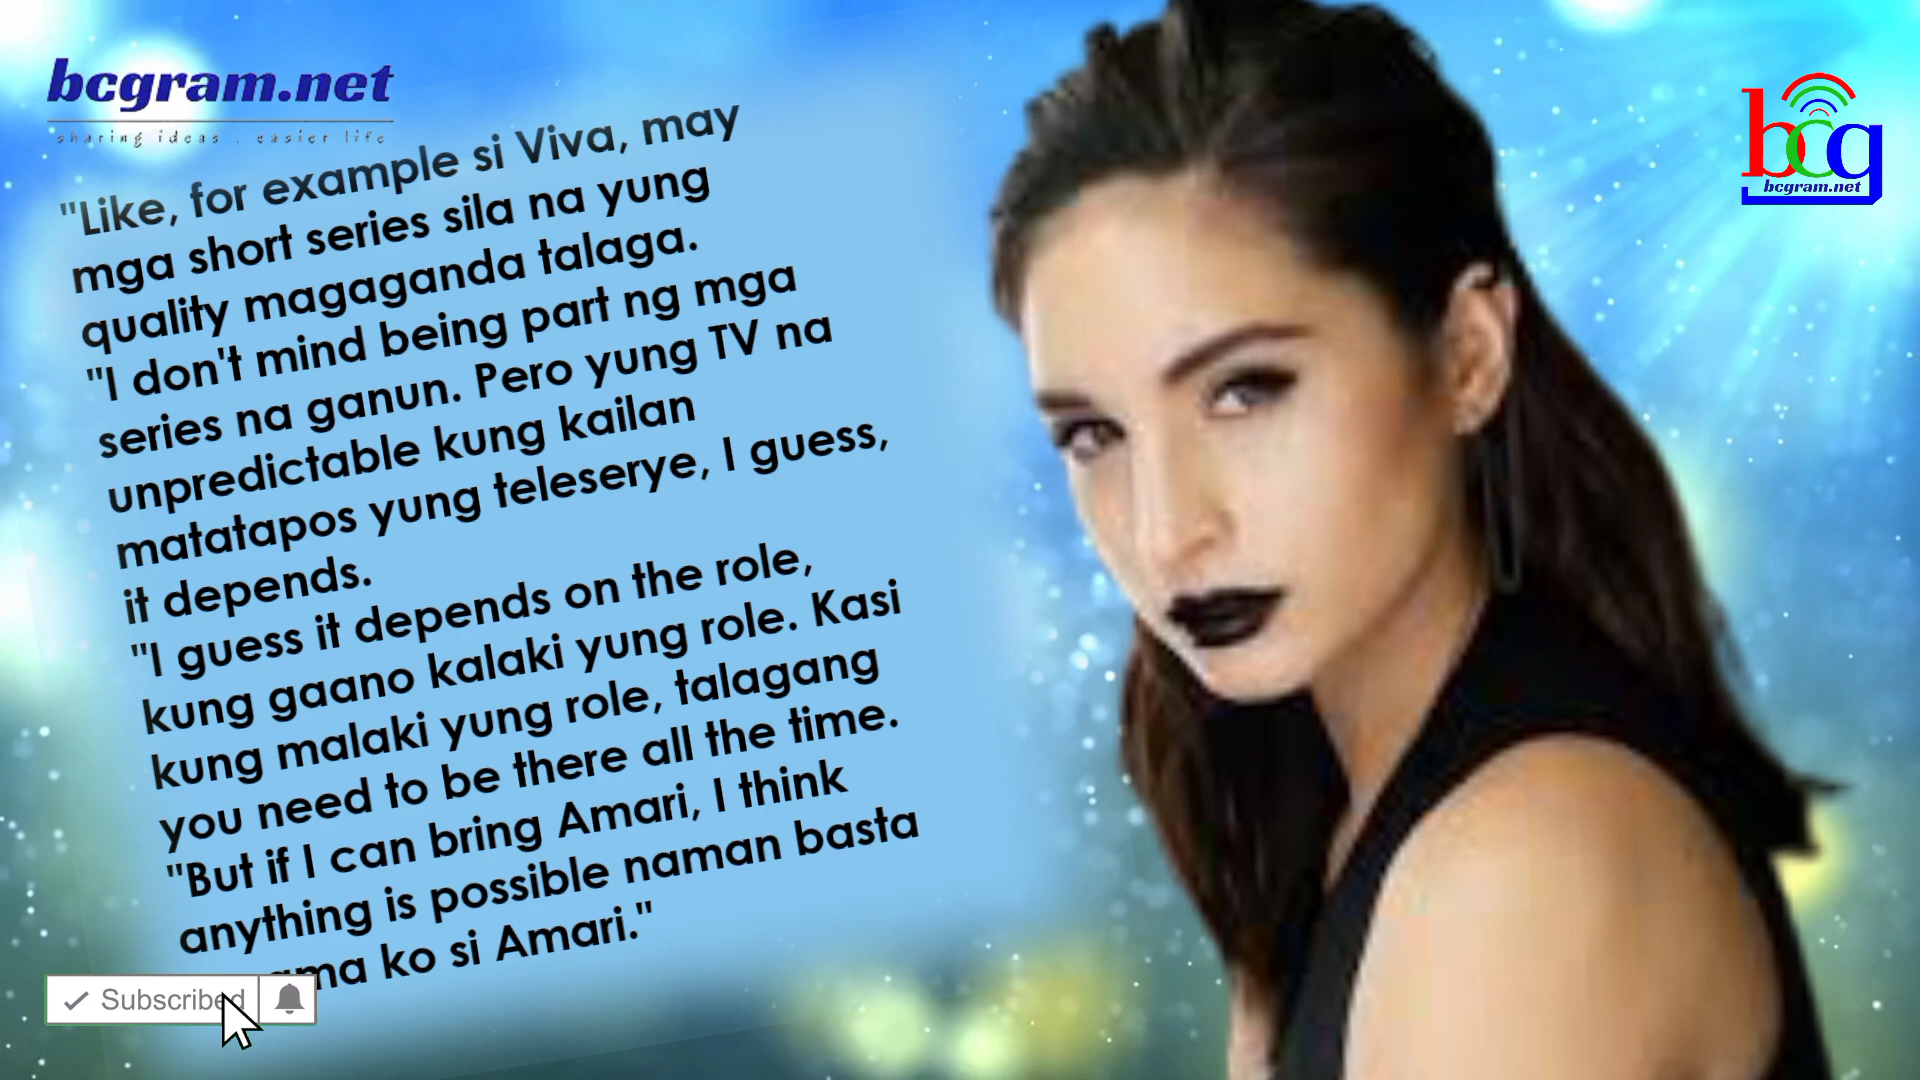 bcgram.net
sharing ideas . easier life
bcg
bcgram.net
"Like, for example si Viva, may
mga short series sila na yung
quality magaganda talaga.
"I don't mind being part ng mga
series na ganun. Pero yung TV na
unpredictable kung kailan
matatapos yung teleserye, I guess,
it depends.
"I guess it depends on the role,
kung gaano kalaki yung role. Kasi
kung malaki yung role, talagang
you need to be there all the time.
"But if I can bring Amari, I think
anything is possible naman basta
ko si Amari."
Subscribed